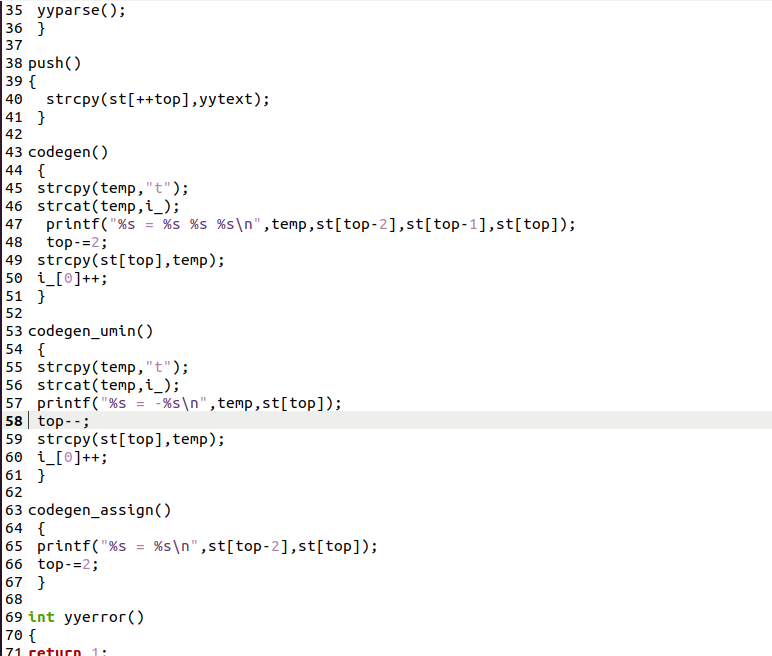 35 yyparse();
36 }
37
38 push()
39 {
40 strcpy(st[++top],yytext);
41 }
42
43 codegen()
44 {
45 strcpy(temp,"t");
46 strcat(temp,i_);
47 printf("%s = %s %s %s\n",temp,st[top-2],st[top-1],st[top]);
48 top-=2;
49 strcpy(st[top],temp);
50 i_[0]++;
51 }
52
53 codegen_umin()
54 {
55 strcpy(temp,"t");
56 strcat(temp,i_);
57 printf("%s = -%s\n",temp,st[top]);
58 top--;
59 strcpy(st[top],temp);
60 i_[0]++;
61 }
62
63 codegen_assign()
64 {
65 printf("%s = %s\n",st[top-2],st[top]);
66 top-=2;
67 }
68
69 int yyerror()
70 {
71 return 1;